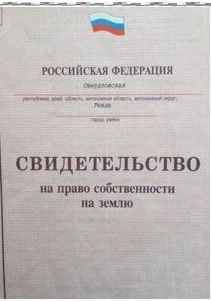 РОССИЙСКАЯ ФЕДЕРАЦИЯ
Свердловская
республика, край, область, автономная область, автономный округ,
Ревда
город, район
СВИДЕТЕЛЬСТВО
на право собственности
на землю